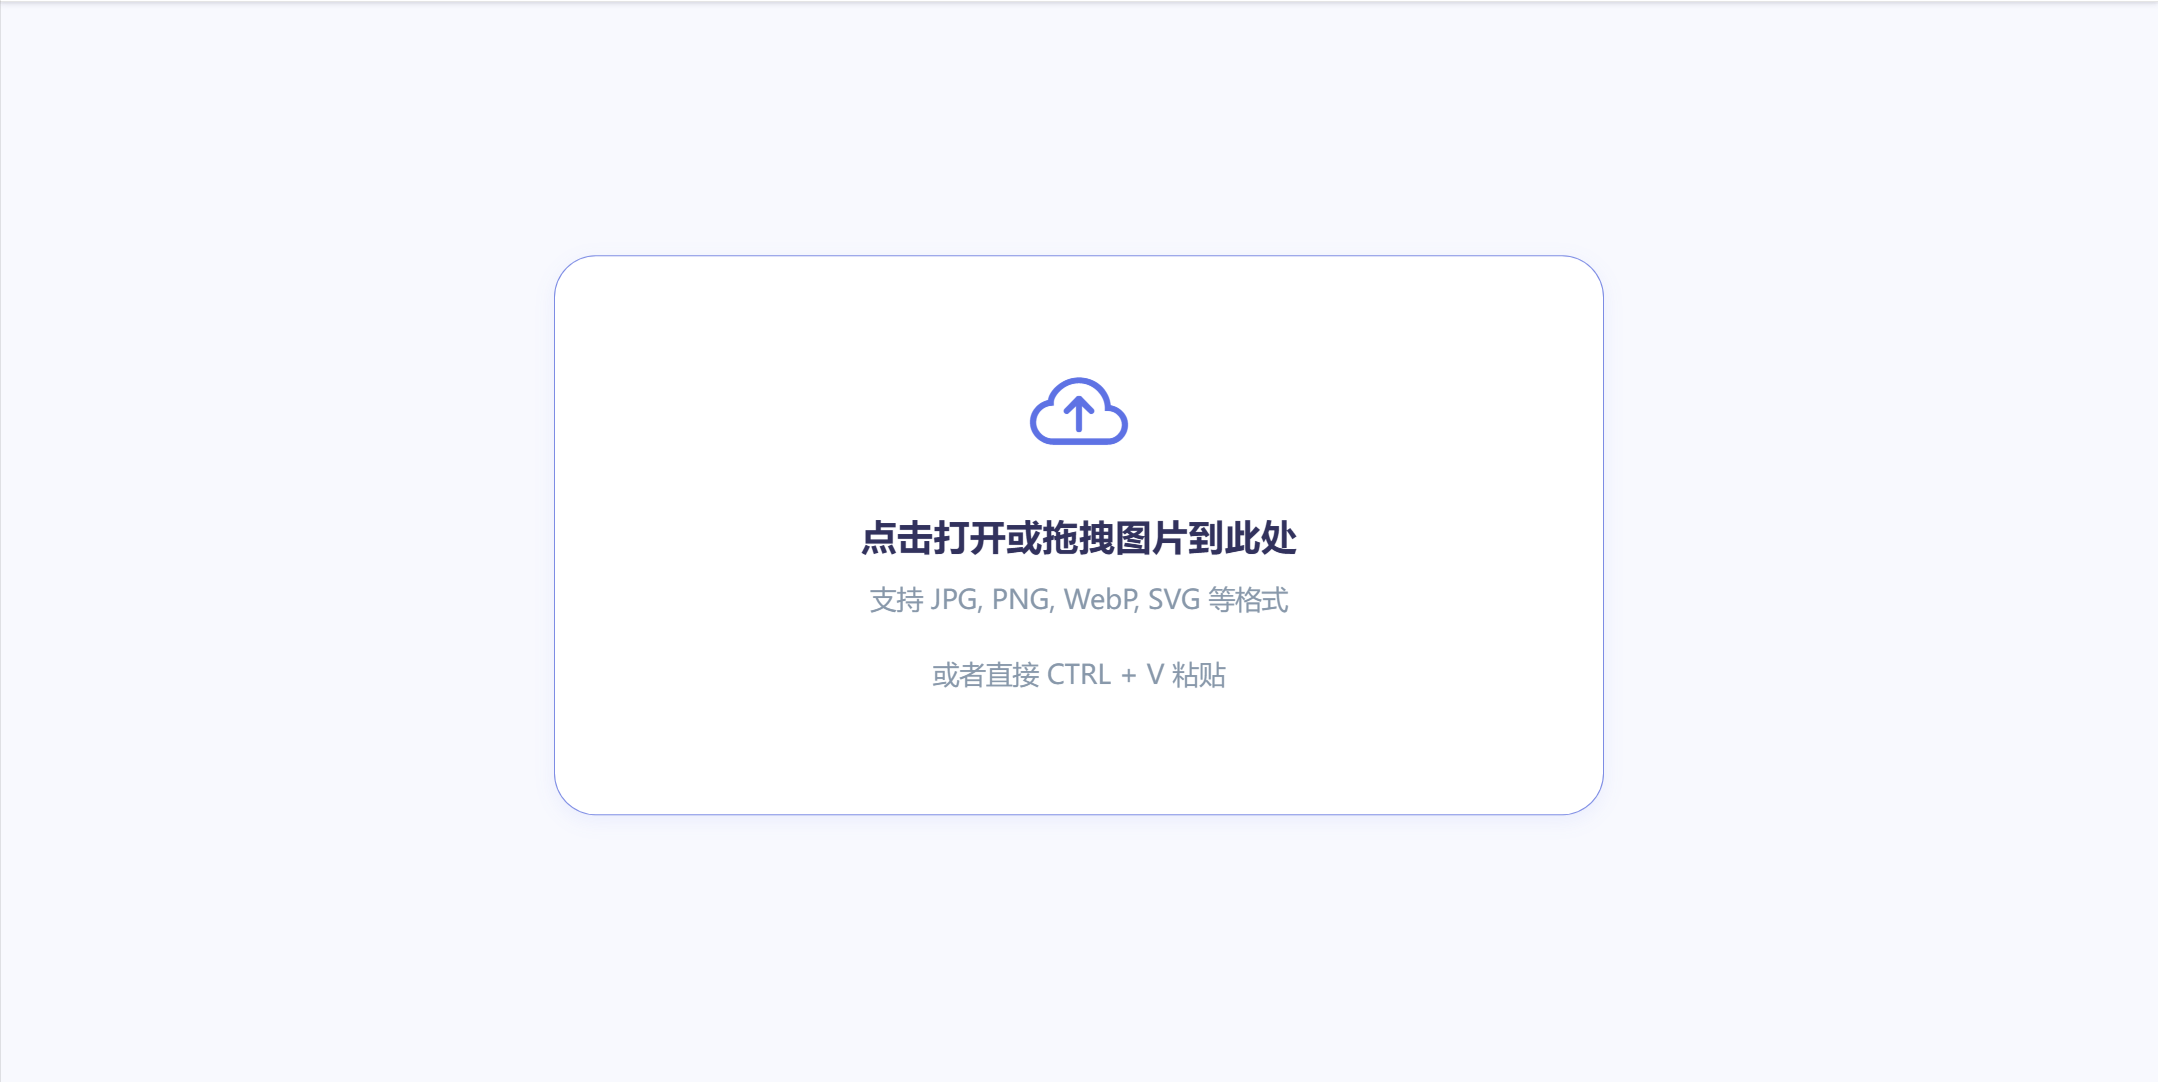 点击打开或拖拽图片到此处
支持 JPG, PNG, WebP, SVG 等格式
或者直接 CTRL + V 粘贴